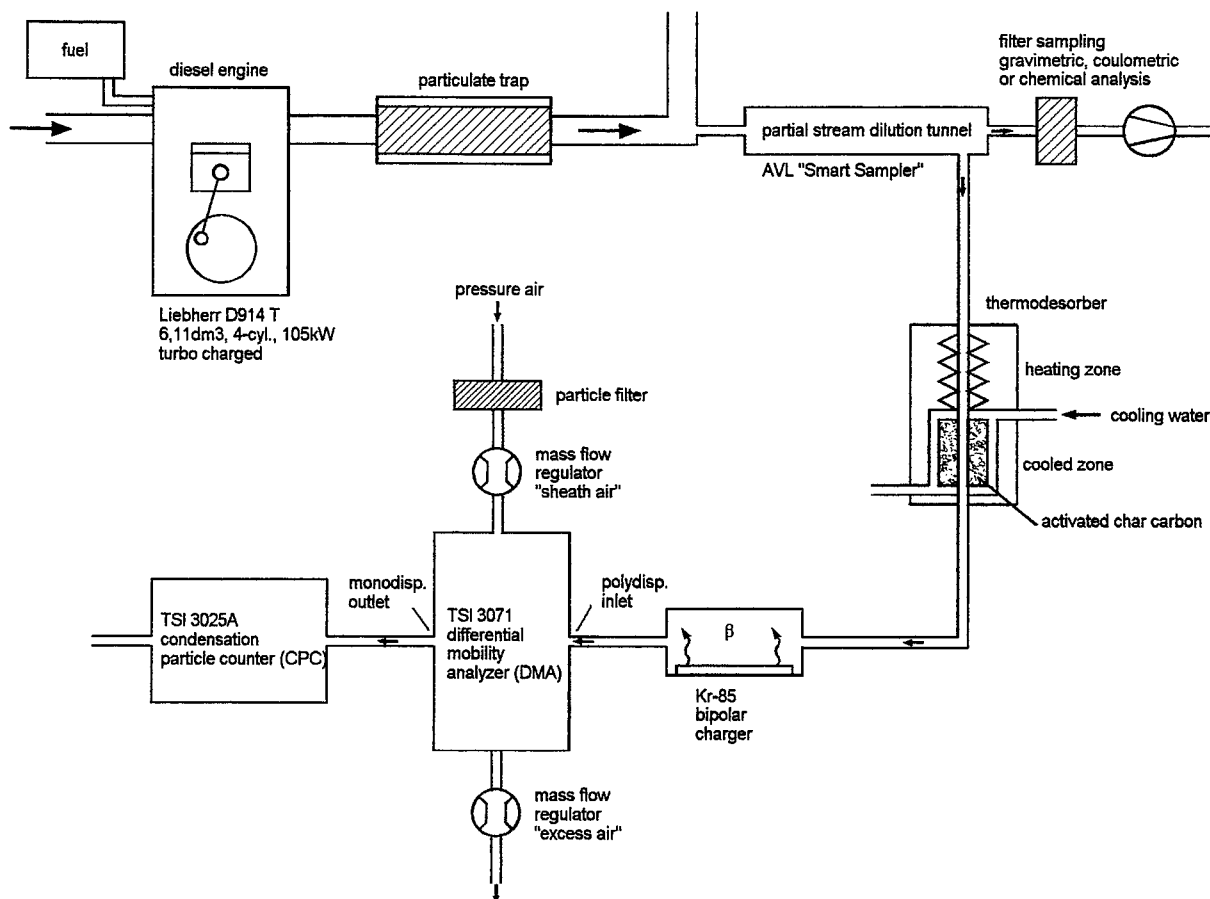 fuel
diesel engine
particulate trap
filter sampling
gravimetric, coulometric
or chemical analysis
partial stream dilution tunnel
AVL "Smart Sampler"
Liebherr D914 T
6,11dm3, 4-cyl., 105kW
turbo charged
pressure air
particle filter
mass flow
regulator
"sheath air"
thermodesorber
heating zone
cooling water
cooled zone
activated char carbon
monodisp.
outlet
polydisp.
inlet
TSI 3025A
condensation
particle counter (CPC)
TSI 3071
differential
mobility
analyzer (DMA)
β
Kr-85
bipolar
charger
mass flow
regulator
"excess air"